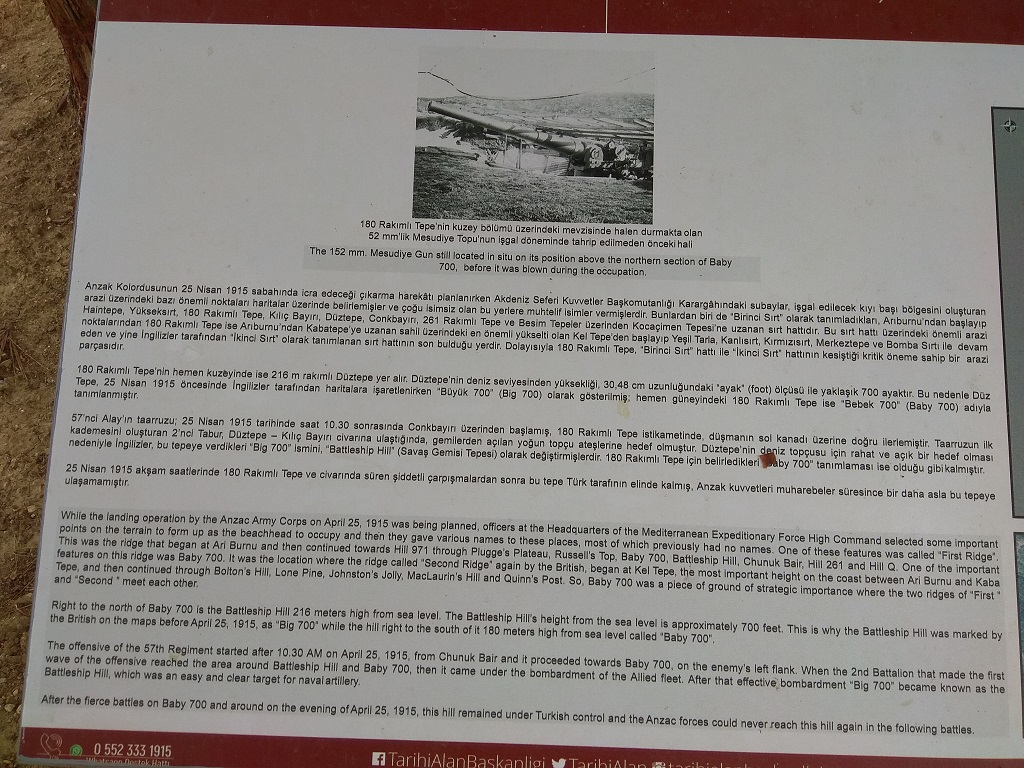 180 Rakımlı Tepe'nin kuzey bölümü üzerindeki mevzisinde halen durmakta olan
52 mm'lik Mesudiye Topu'nun işgal döneminde tahrip edilmeden önceki hali
The 152 mm. Mesudiye Gun still located in situ on its position above the northern section of Baby
700, before it was blown during the occupation.
Anzak Kolordusunun 25 Nisan 1915 sabahında icra edeceği çıkarma harekâtı planlanırken Akdeniz Seferi Kuvvetler Başkomutanlığı Karargâhındaki subaylar, işgal edilecek kıyı başı bölgesini oluşturan
arazi üzerindeki bazı önemli noktaları haritalar üzerinde belirlemişler ve çoğu isimsiz olan bu yerlere muhtelif isimler vermişlerdir. Bunlardan biri de "Birinci Sırt" olarak tanımladıkları, Arıburnu'ndan başlayıp
Haintepe, Yükseksırt, 180 Rakımlı Tepe, Kılıç Bayırı, Düztepe, Conkbayırı, 261 Rakımlı Tepe ve Besim Tepeler üzerinden Kocaçimen Tepesi'ne uzanan sırt hattıdır. Bu sırt hattı üzerindeki önemli arazi
noktalarından 180 Rakımlı Tepe ise Arıburnu'ndan Kabatepe'ye uzanan sahil üzerindeki en önemli yükselti olan Kel Tepe'den başlayıp Yeşil Tarla, Kanlısırt, Kırmızısırt, Merkeztepe ve Bomba Sırtı ile devam
eden ve yine İngilizler tarafından "İkinci Sırt" olarak tanımlanan sırt hattının son bulduğu yerdir. Dolayısıyla 180 Rakımlı Tepe, "Birinci Sırt" hattı ile "İkinci Sırt" hattının kesiştiği kritik öneme sahip bir arazi
parçasıdır.
180 Rakımlı Tepe'nin hemen kuzeyinde ise 216 m rakımlı Düztepe yer alır. Düztepe'nin deniz seviyesinden yüksekliği, 30,48 cm uzunluğundaki "ayak" (foot) ölçüsü ile yaklaşık 700 ayaktır. Bu nedenle Düz
Tepe, 25 Nisan 1915 öncesinde İngilizler tarafından haritalara işaretlenirken "Büyük 700" (Big 700) olarak gösterilmiş; hemen güneyindeki 180 Rakımlı Tepe ise "Bebek 700" (Baby 700) adıyla
tanımlanmıştır.
57'nci Alay'ın taarruzu; 25 Nisan 1915 tarihinde saat 10.30 sonrasında Conkbayırı üzerinden başlamış, 180 Rakımlı Tepe istikametinde, düşmanın sol kanadı üzerine doğru ilerlemiştir. Taarruzun ilk
kademesini oluşturan 2'nci Tabur, Düztepe – Kılıç Bayırı civarına ulaştığında, gemilerden açılan yoğun topçu ateşlerine hedef olmuştur. Düztepe'nin deniz topçusu için rahat ve açık bir hedef olması
nedeniyle İngilizler, bu tepeye verdikleri "Big 700" ismini, "Battleship Hill" (Savaş Gemisi Tepesi) olarak değiştirmişlerdir. 180 Rakımlı Tepe için belirledikleri aby 700" tanımlaması ise olduğu gibi kalmıştır.
25 Nisan 1915 akşam saatlerinde 180 Rakımlı Tepe ve civarında süren şiddetli çarpışmalardan sonra bu tepe Türk tarafının elinde kalmış, Anzak kuvvetleri muharebeler süresince bir daha asla bu tepeye
ulaşamamıştır.
While the landing operation by the Anzac Army Corps on April 25, 1915 was being planned, officers at the Headquarters of the Mediterranean Expeditionary Force High Command selected some important
points on the terrain to form up as the beachhead to occupy and then they gave various names to these places, most of which previously had no names. One of these features was called "First Ridge",
This was the ridge that began at Ari Burnu and then continued towards Hill 971 through Plugge's Plateau, Russell's Top, Baby 700, Battleship Hill, Chunuk Bair, Hill 261 and Hill Q. One of the important
features on this ridge was Baby 700. It was the location where the ridge called "Second Ridge" again by the British, began at Kel Tepe, the most important height on the coast between Ari Burnu and Kaba
Tepe, and then continued through Bolton's Hill, Lone Pine, Johnston's Jolly, MacLaurin's Hill and Quinn's Post. So, Baby 700 was a piece of ground of strategic importance where the two ridges of "First "
and "Second " meet each other.
Right to the north of Baby 700 is the Battleship Hill 216 meters high from sea level. The Battleship Hill's height from the sea level is approximately 700 feet. This is why the Battleship Hill was marked by
the British on the maps before April 25, 1915, as "Big 700" while the hill right to the south of it 180 meters high from sea level called "Baby 700".
The offensive of the 57th Regiment started after 10.30 AM on April 25, 1915, from Chunuk Bair and it proceeded towards Baby 700, on the enemy's left flank. When the 2nd Battalion that made the first
wave of the offensive reached the area around Battleship Hill and Baby 700, then it came under the bombardment of the Allied fleet. After that effective bombardment "Big 700" became known as the
Battleship Hill, which was an easy and clear target for naval artillery.
After the fierce battles on Baby 700 and around on the evening of April 25, 1915, this hill remained under Turkish control and the Anzac forces could never reach this hill again in the following battles.
0 552 333 1915
Whatsapp Destek Hattı
TarihiAlanBaskanligi TarihiAlan